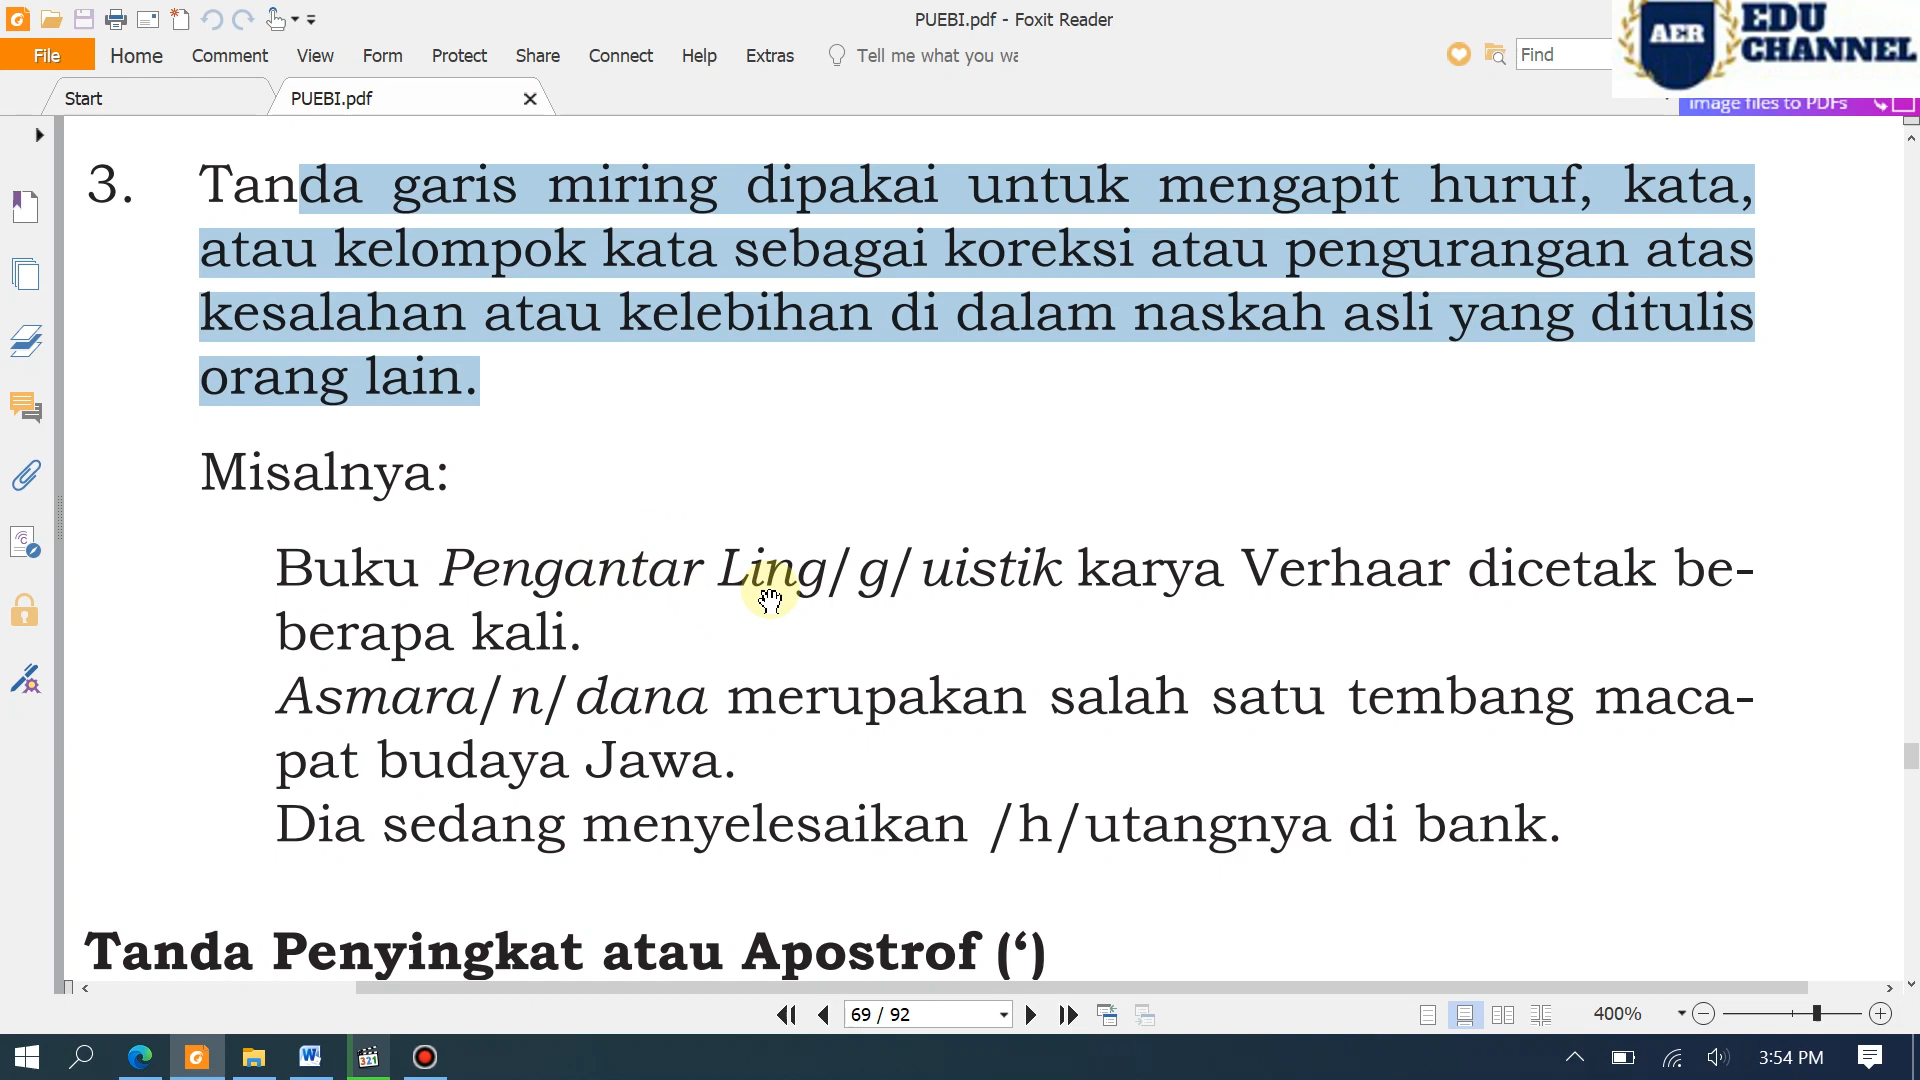 PUEBI.pdf - Foxit Reader
AER EDU CHANNEL
File Home Comment View Form Protect Share Connect Help Extras Tell me what you wa Find
Start PUEBI.pdf
image files to PDFs
3. Tanda garis miring dipakai untuk mengapit huruf, kata,
atau kelompok kata sebagai koreksi atau pengurangan atas
kesalahan atau kelebihan di dalam naskah asli yang ditulis
orang lain.
Misalnya:
Buku Pengantar Ling/g/uistik karya Verhaar dicetak be-
berapa kali.
Asmara/n/dana merupakan salah satu tembang maca-
pat budaya Jawa.
Dia sedang menyelesaikan /h/utangnya di bank.
Tanda Penyingkat atau Apostrof (‘)
69 / 92 400%
3:54 PM